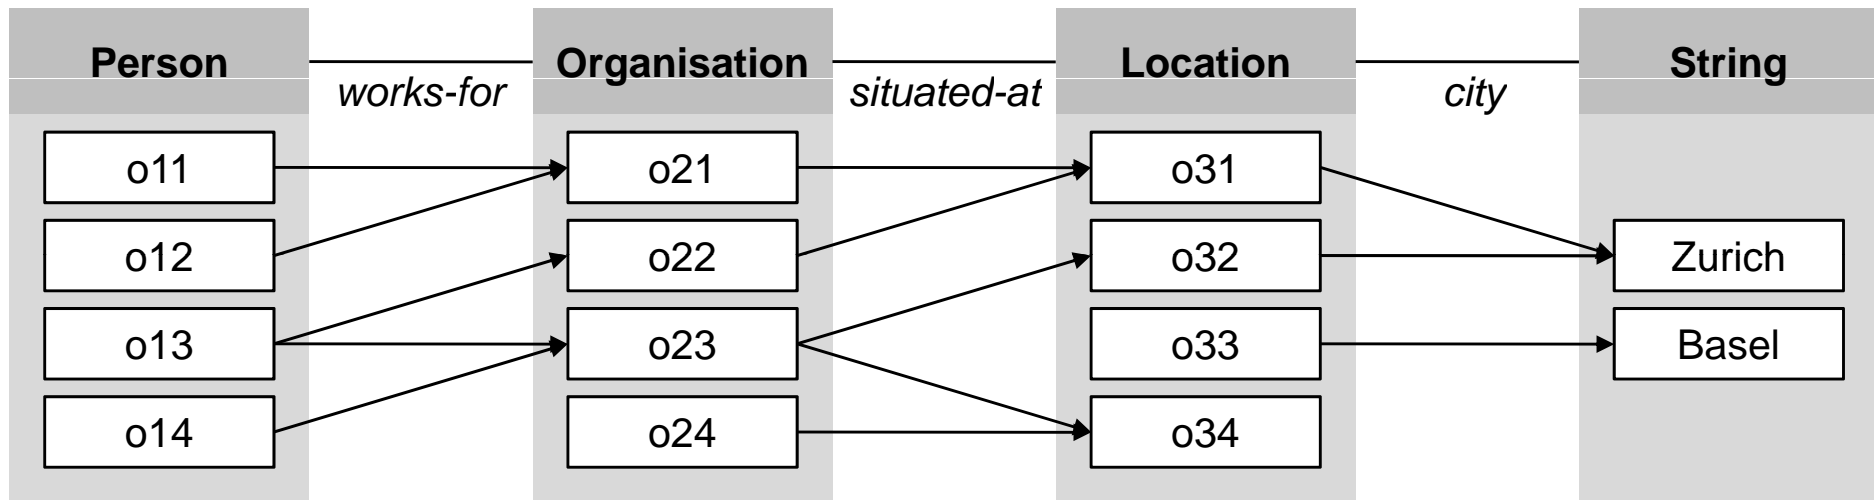 Person
Organisation
Location
String
works-for
situated-at
city
o11
o21
o31
o12
o22
o32
Zurich
o13
o23
o33
Basel
o14
o24
o34